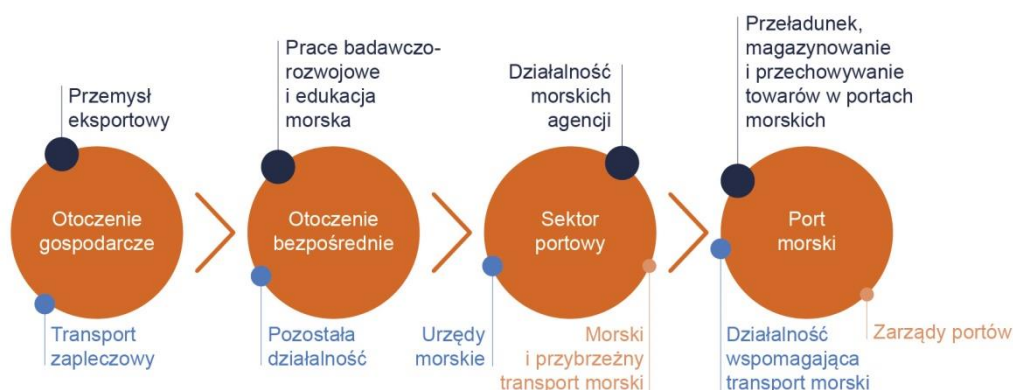 Przemysł
eksportowy
Otoczenie
gospodarcze
Transport
zapleczowy
Prace badawczo-
rozwojowe
i edukacja
morska
Otoczenie
bezpośrednie
Pozostała
działalność
Działalność
morskich
agencji
Sektor
portowy
Urzędy
morskie
Morski
i przybrzeżny
transport morski
Przeładunek,
magazynowanie
i przechowywanie
towarów w portach
morskich
Port
morski
Działalność
wspomagająca
transport morski
Zarządy portów